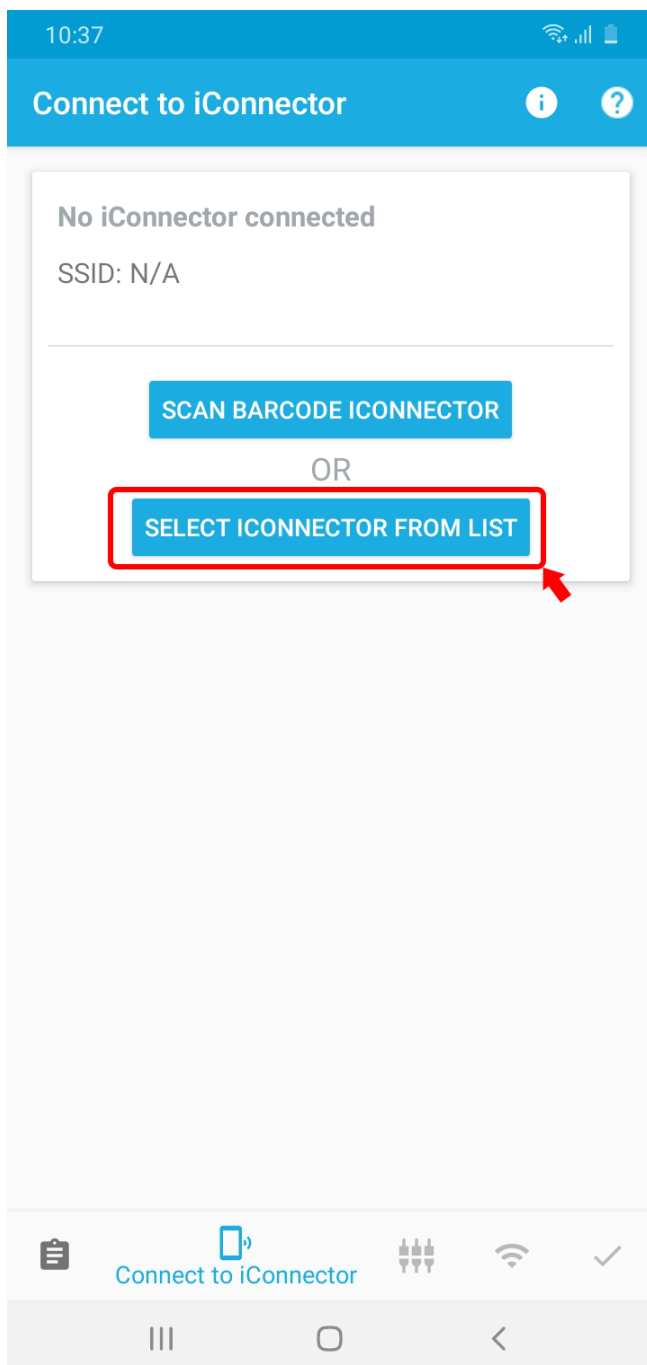 10:37
Connect to iConnector
No iConnector connected
SSID: N/A
SCAN BARCODE ICONNECTOR
OR
SELECT ICONNECTOR FROM LIST
Connect to iConnector